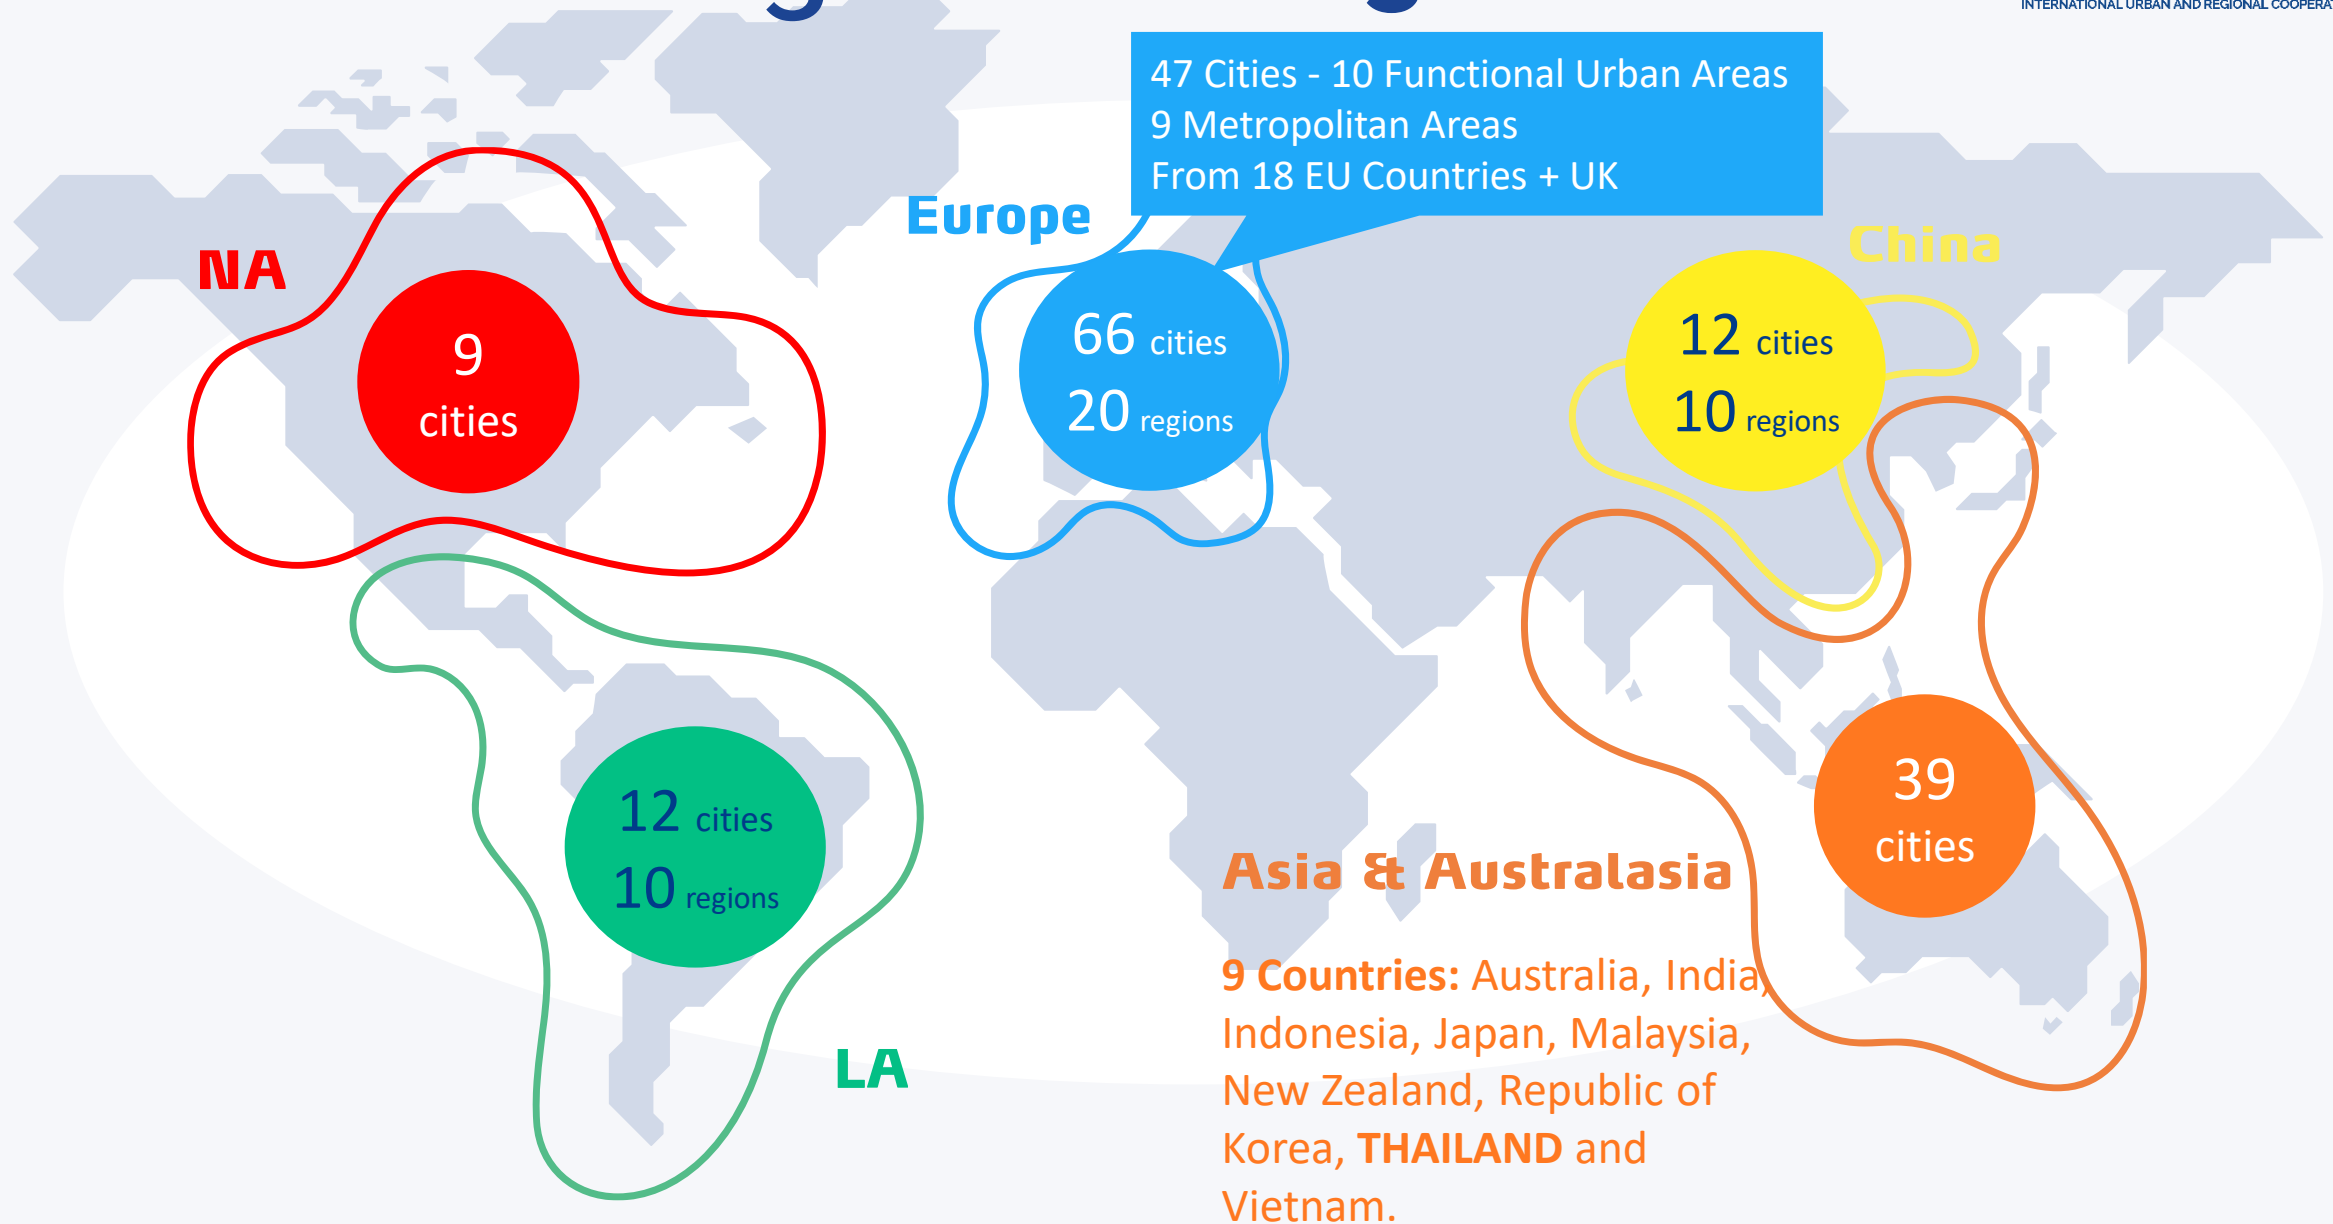 INTERNATIONAL URBAN AND REGIONAL
47 Cities - 10 Functional Urban Areas
9 Metropolitan Areas
From 18 EU Countries + UK
Europe
China
NA
66 cities
20 regions
12 cities
10 regions
9
cities
39
cities
12 cities
10 regions
Asia & Australasia
9 Countries: Australia, India,
Indonesia, Japan, Malaysia,
New Zealand, Republic of
Korea, THAILAND and
Vietnam.
LA